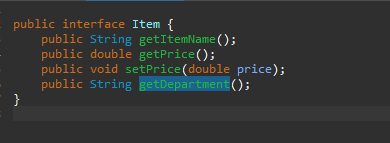 public interface Item {
public String getItemName();
public double getPrice();
public void setPrice(double price);
public String getDepartment();
}